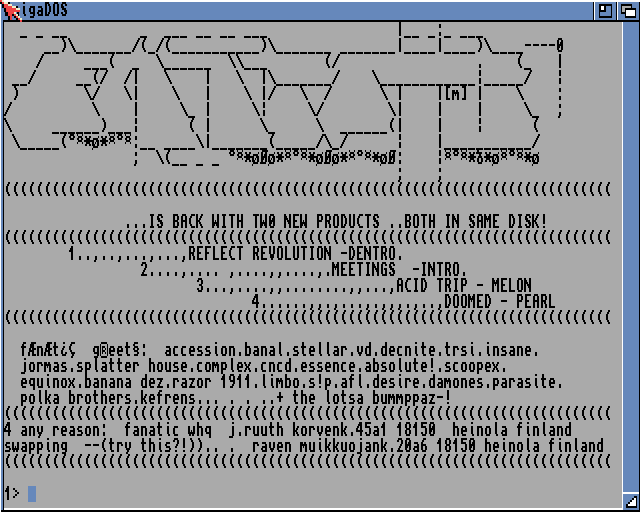 igaDOS
[m]
...IS BACK WITH TW0 NEW PRODUCTS ..BOTH IN SAME DISK!
1..,..,...,...,REFLECT REVOLUTION -DENTRO.
2....,.... ,....,,....,.MEETINGS -INTRO.
3...,...,.......,..,...,ACID TRIP - MELON
4...,...,...,...,...,...,DOOMED - PEARL
fÆnÆt¿Ç g®eet§¦ accession.banal.stellar.vd.decnite.trsi.insane.
jormas.splatter house.complex.cncd.essence.absolute!.scoopex.
equinox.banana dez.razor 1911.limbo.s!p.afl.desire.damones.parasite.
polka brothers.kefrens... . . ..+ the lotsa bummppaz-!
4 any reason¦ fanatic whq j.ruuth korvenk.45a1 18150 heinola finland
swapping --(try this?!)).. . raven muikkuojank.20a6 18150 heinola finland
1>